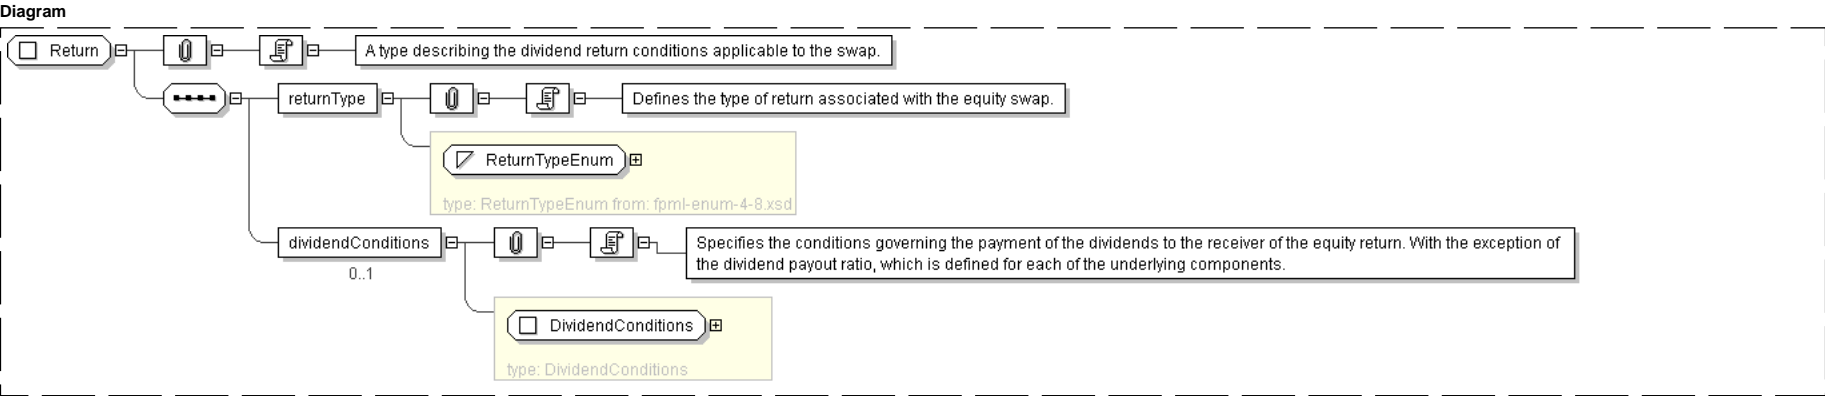 Diagram
Return
A type describing the dividend return conditions applicable to the swap.
returnType
Defines the type of return associated with the equity swap.
ReturnTypeEnum
type: ReturnTypeEnum from: fpml-enum-4-8.xsd
dividendConditions
0..1
Specifies the conditions governing the payment of the dividends to the receiver of the equity return. With the exception of
the dividend payout ratio, which is defined for each of the underlying components.
DividendConditions
type: DividendConditions